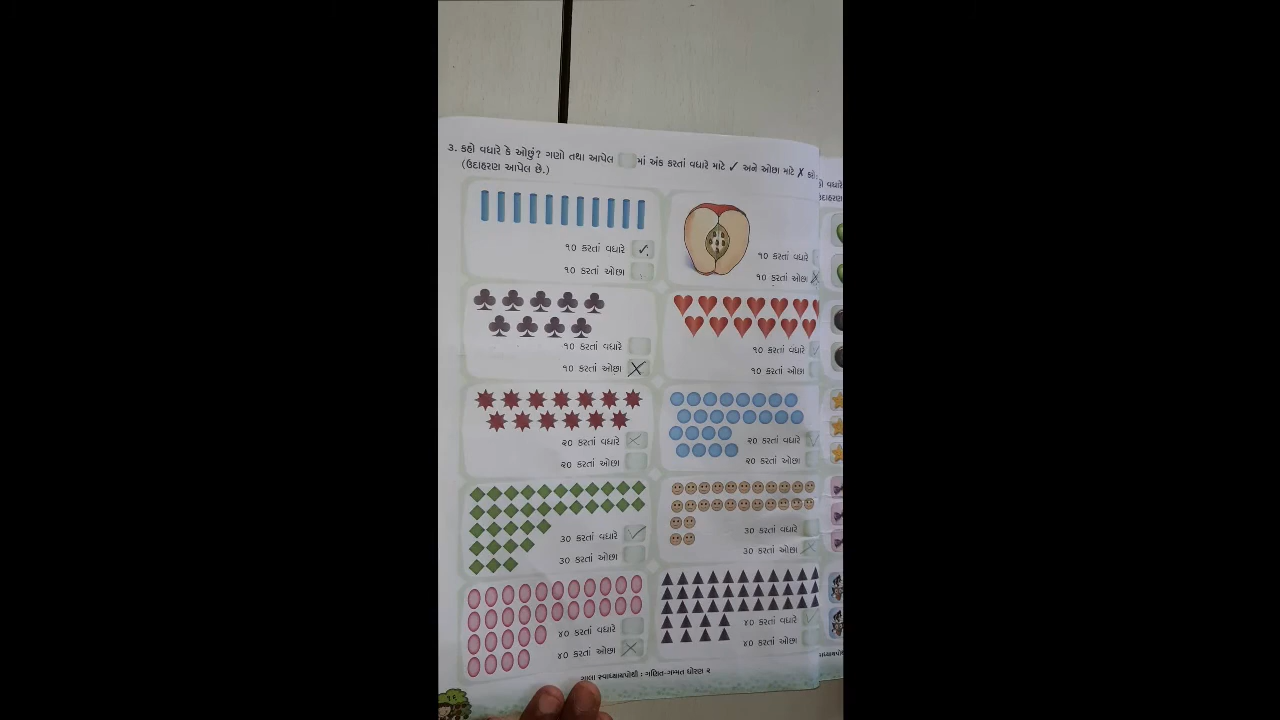 ૩. કહો વધારે કે ઓછું? ગણો તથા આપેલ માં અંક કરતાં વધારે માટે ✓ અને ઓછા માટે ✗ કરો:
(ઉદાહરણ આપેલ છે.)
૧૦ કરતાં વધારે ✓
૧૦ કરતાં ઓછા
૧૦ કરતાં વધારે
૧૦ કરતાં ઓછા ✗
૧૦ કરતાં વધારે
૧૦ કરતાં ઓછા ✗
૧૦ કરતાં વધારે ✓
૧૦ કરતાં ઓછા
૨૦ કરતાં વધારે ✗
૨૦ કરતાં ઓછા
૨૦ કરતાં વધારે ✓
૨૦ કરતાં ઓછા
૩૦ કરતાં વધારે ✓
૩૦ કરતાં ઓછા
૩૦ કરતાં વધારે
૩૦ કરતાં ઓછા ✗
૪૦ કરતાં વધારે
૪૦ કરતાં ઓછા ✗
૪૦ કરતાં વધારે ✓
૪૦ કરતાં ઓછા
ગાલા સ્વાધ્યાયપોથી : ગણિત-ગમ્મત ધોરણ ૨
૧૬